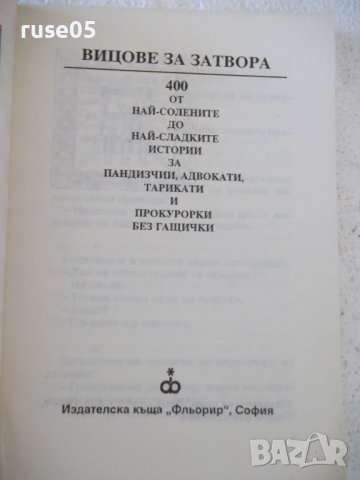 ruse05
ВИЦОВЕ ЗА ЗАТВОРА
400
ОТ
НАЙ-СОЛЕНИТЕ
ДО
НАЙ-СЛАДКИТЕ
ИСТОРИИ
ЗА
ПАНДИЗЧИИ, АДВОКАТИ,
ТАРИКАТИ
И
ПРОКУРОРКИ
БЕЗ ГАЩИЧКИ
Издателска къща „Фльорир“, София
BAZAR